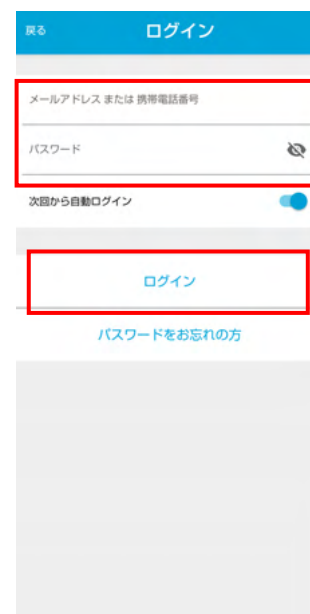 戻る ログイン
メールアドレス または 携帯電話番号
パスワード
次回から自動ログイン
ログイン
パスワードをお忘れの方